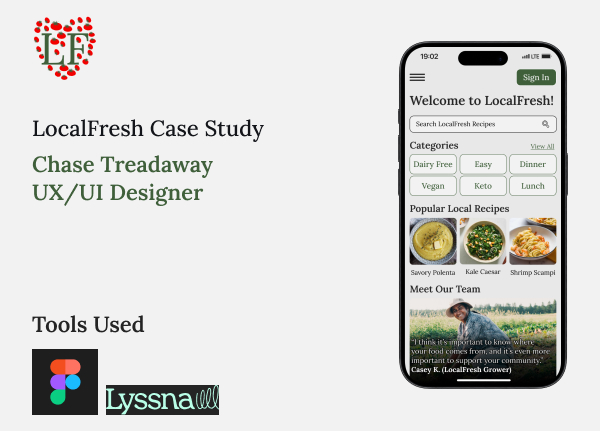 LF
LocalFresh Case Study
Chase Treadaway
UX/UI Designer
Tools Used
Lyssna
19:02
LTE
Sign In
Welcome to LocalFresh!
Search LocalFresh Recipes
Categories
View All
Dairy Free
Easy
Dinner
Vegan
Keto
Lunch
Popular Local Recipes
Savory Polenta
Kale Caesar
Shrimp Scampi
Meet Our Team
"I think it's important to know where
your food comes from, and it's even more
important to support your community."
Casey K. (LocalFresh Grower)